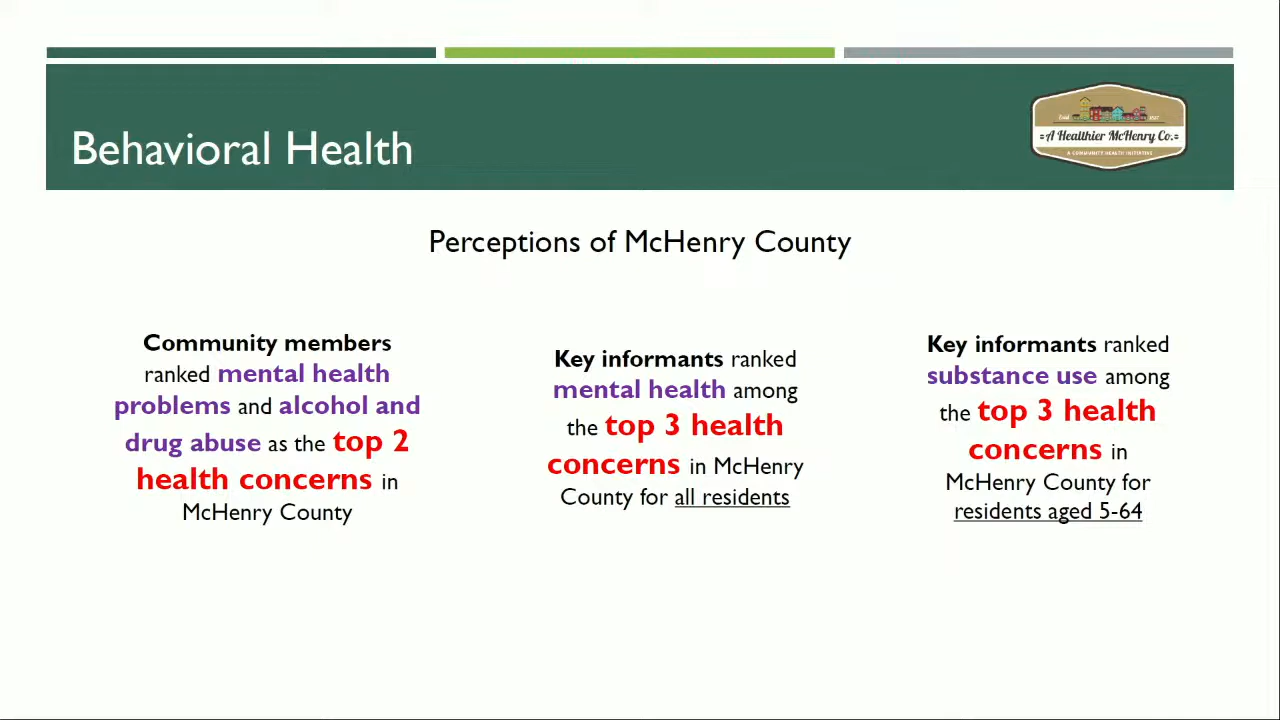 Behavioral Health
A Healthier McHenry Co.
A COMMUNITY HEALTH INITIATIVE
Perceptions of McHenry County
Community members
ranked mental health
problems and alcohol and
drug abuse as the top 2
health concerns in
McHenry County
Key informants ranked
mental health among
the top 3 health
concerns in McHenry
County for all residents
Key informants ranked
substance use among
the top 3 health
concerns in
McHenry County for
residents aged 5-64